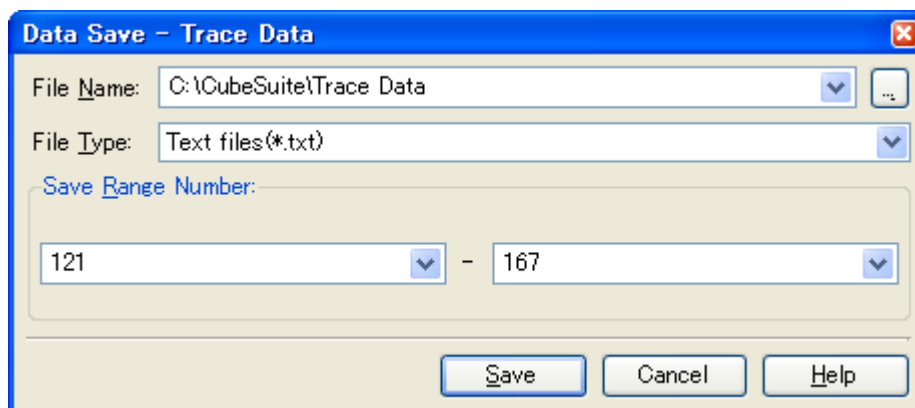 Data Save - Trace Data
File Name: C:\CubeSuite\Trace Data ...
File Type: Text files(*.txt)
Save Range Number:
121 - 167
Save Cancel Help